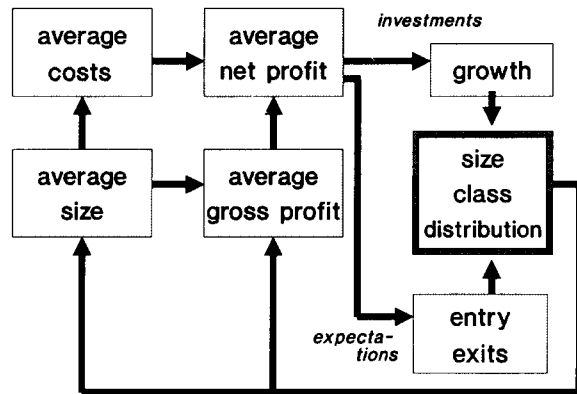 average
costs
average
net profit
investments
growth
average
size
average
gross profit
size
class
distribution
expecta-
tions
entry
exits